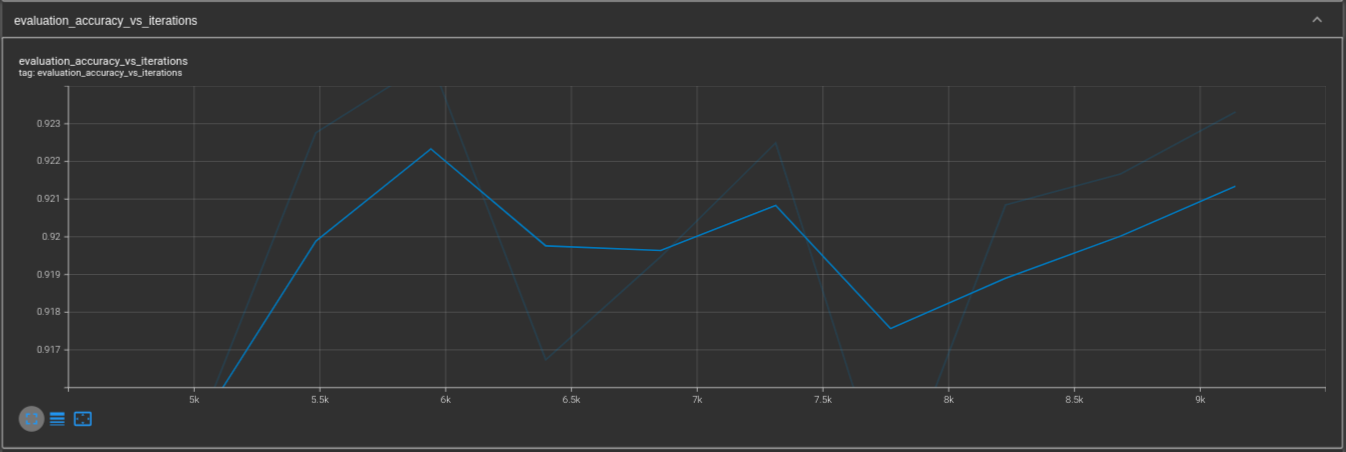 evaluation_accuracy_vs_iterations
evaluation_accuracy_vs_iterations
tag: evaluation_accuracy_vs_iterations
0.923
0.922
0.921
0.92
0.919
0.918
0.917
5k 5.5k 6k 6.5k 7k 7.5k 8k 8.5k 9k